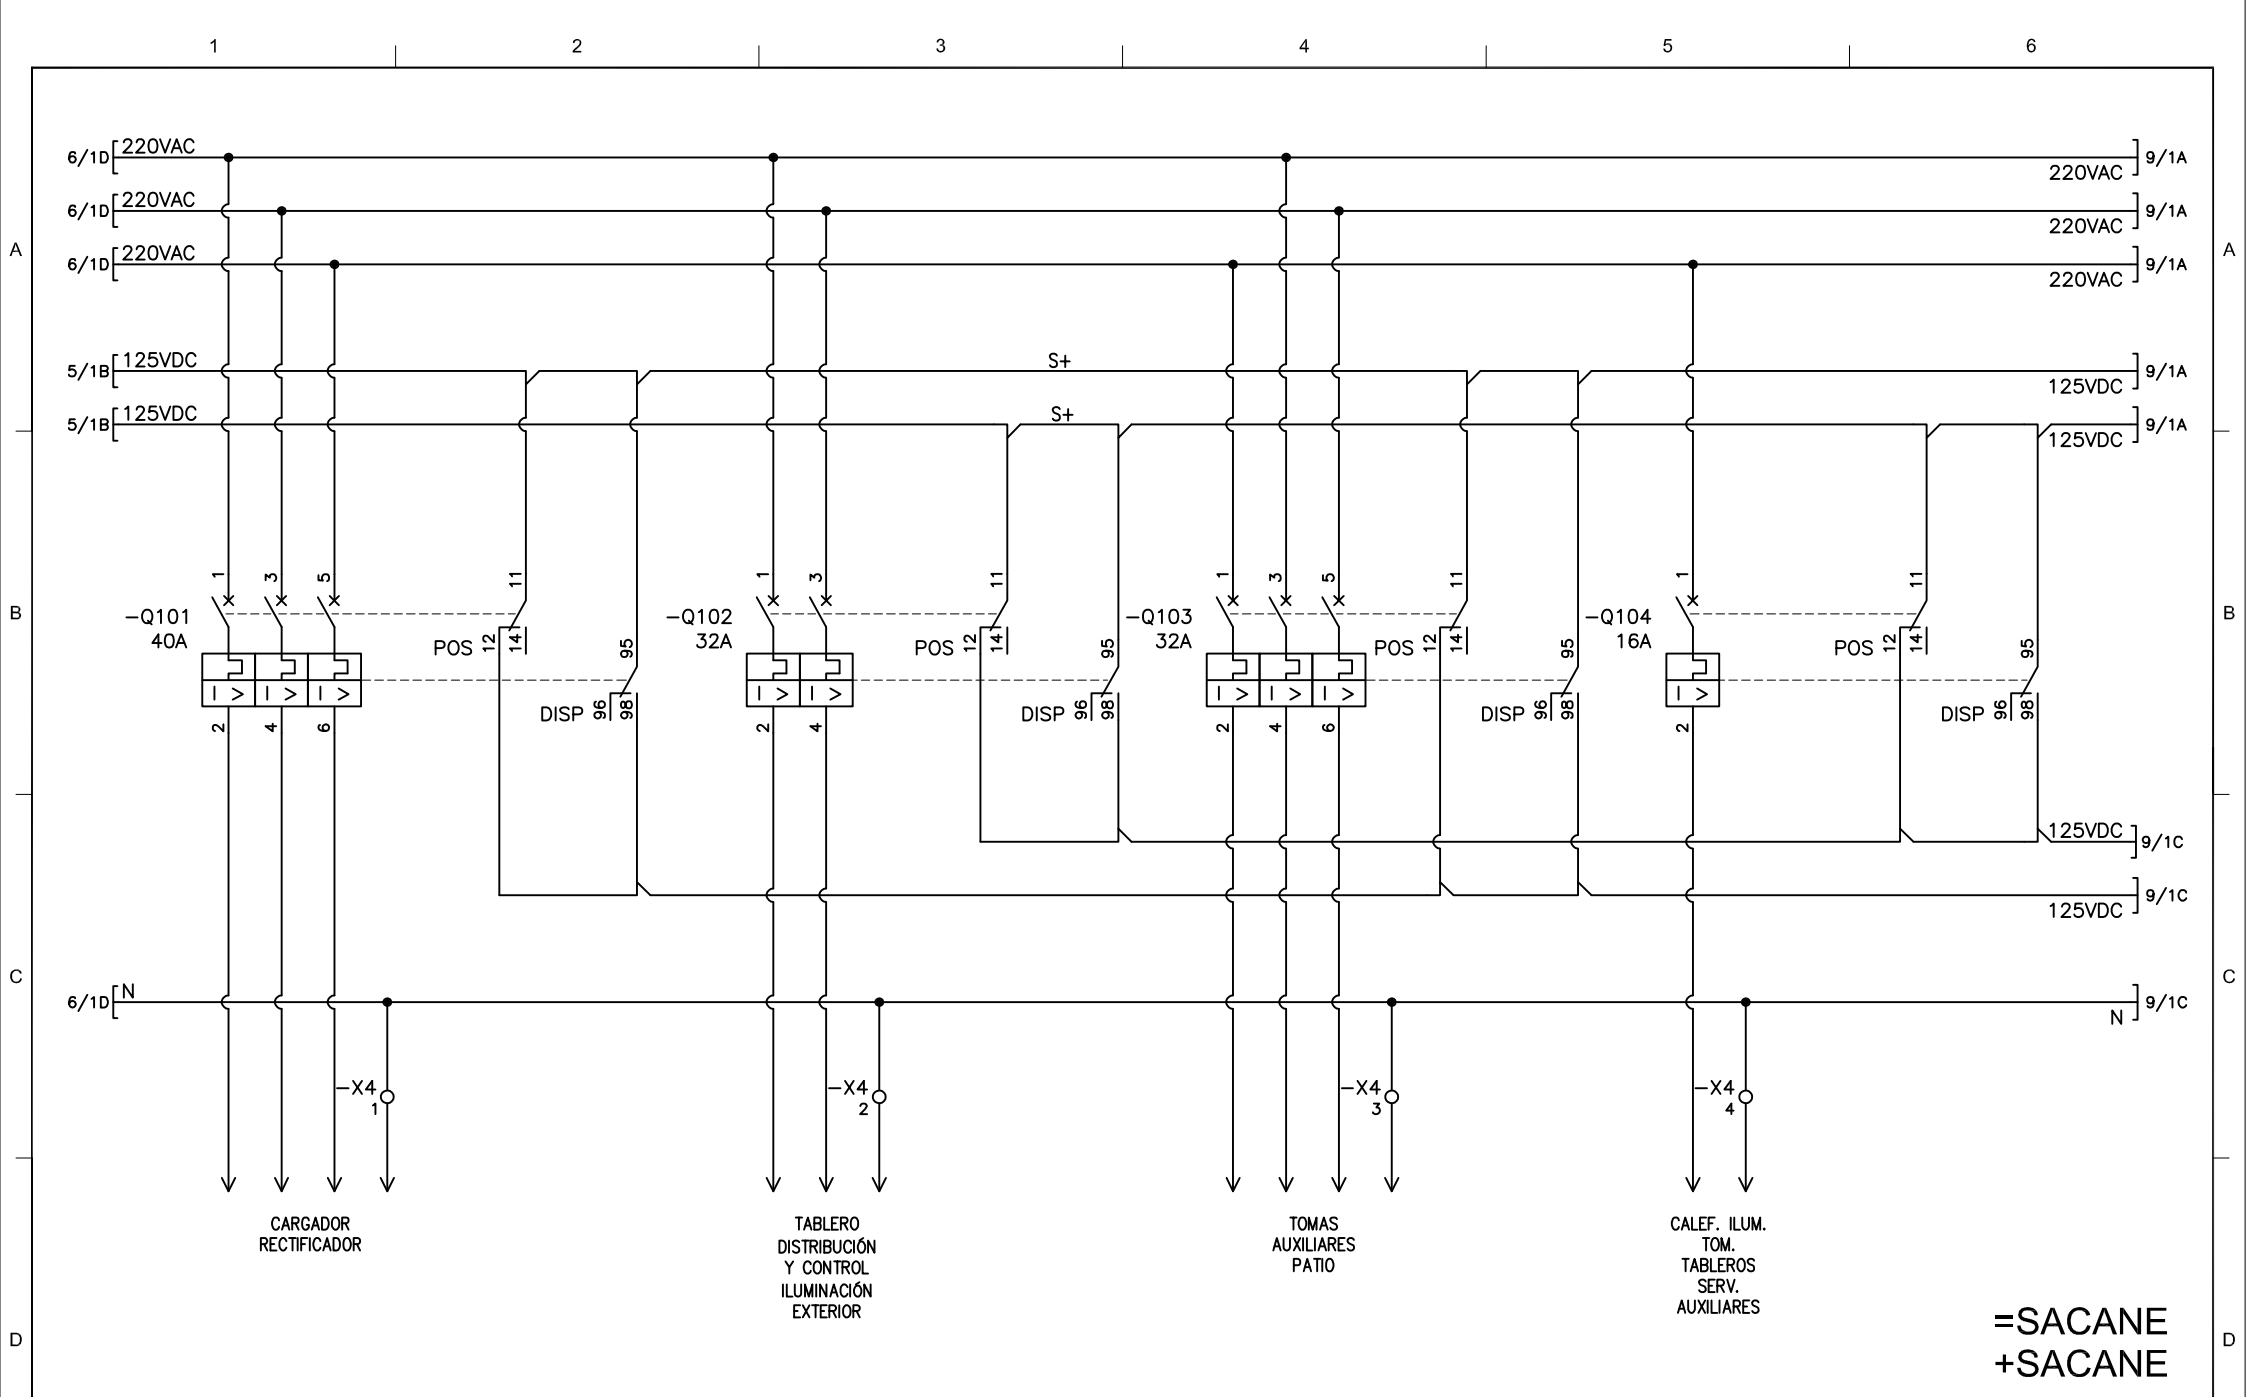 1 2 3 4 5 6
6/1D 220VAC 9/1A
220VAC
6/1D 220VAC 9/1A
220VAC
A A
6/1D 220VAC 9/1A
220VAC
5/1B 125VDC S+ 9/1A
125VDC
5/1B 125VDC S+ 9/1A
125VDC
1 3 5 11 1 3 11 1 3 5 11 1 11
B B
-Q101 -Q102 -Q103 -Q104
40A 32A 32A 16A
POS 12 14 95 POS 12 14 95 POS 12 14 95 POS 12 14 95
I > I > I > I > I > I > I > I > I >
DISP 96 98 DISP 96 98 DISP 96 98 DISP 96 98
2 4 6 2 4 2 4 6 2
125VDC 9/1C
9/1C
125VDC
C C
6/1D N 9/1C
N
-X4 -X4 -X4 -X4
1 2 3 4
CARGADOR
RECTIFICADOR
TABLERO
DISTRIBUCIÓN
Y CONTROL
ILUMINACIÓN
EXTERIOR
TOMAS
AUXILIARES
PATIO
CALEF. ILUM.
TOM.
TABLEROS
SERV.
AUXILIARES
D D
=SACANE
+SACANE